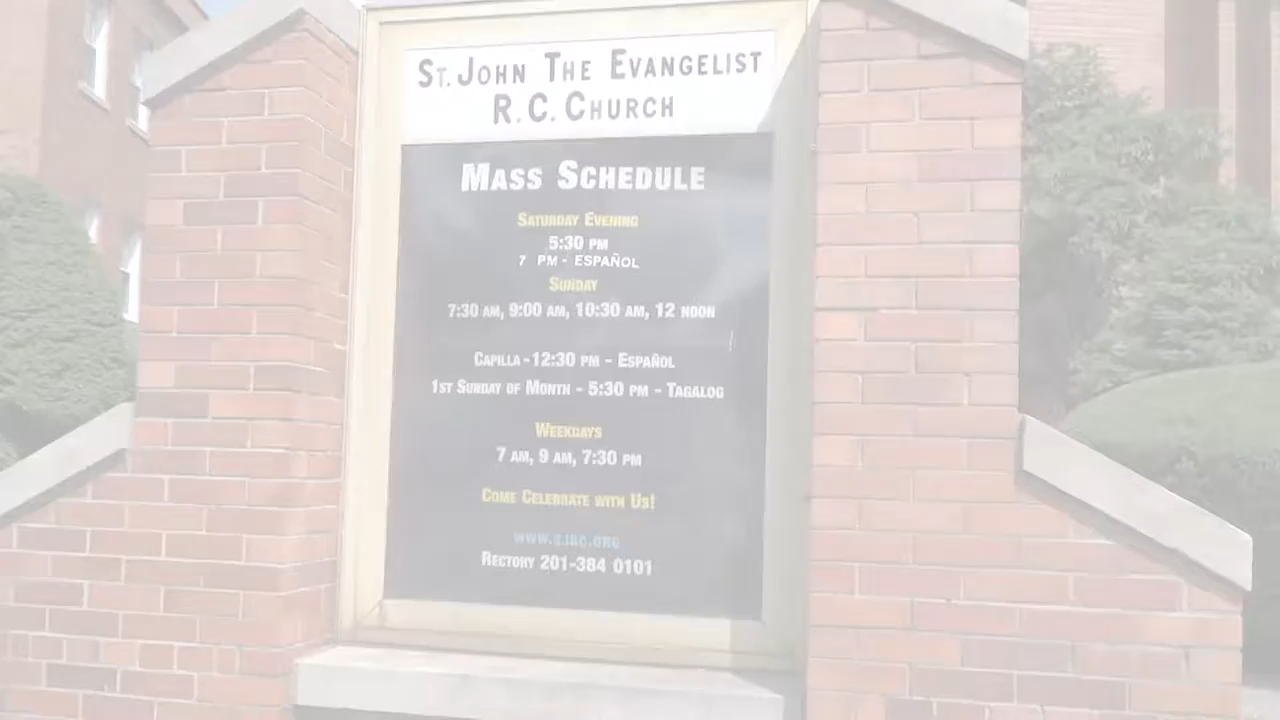 St. John The Evangelist
R.C. Church
Mass Schedule
Saturday Evening
5:30 PM
7 PM - ESPAÑOL
Sunday
7:30 AM, 9:00 AM, 10:30 AM, 12 NOON
Capilla - 12:30 PM - Español
1st Sunday of Month - 5:30 PM - Tagalog
Weekdays
7 AM, 9 AM, 7:30 PM
Come Celebrate with Us!
Rectory 201-384 0101